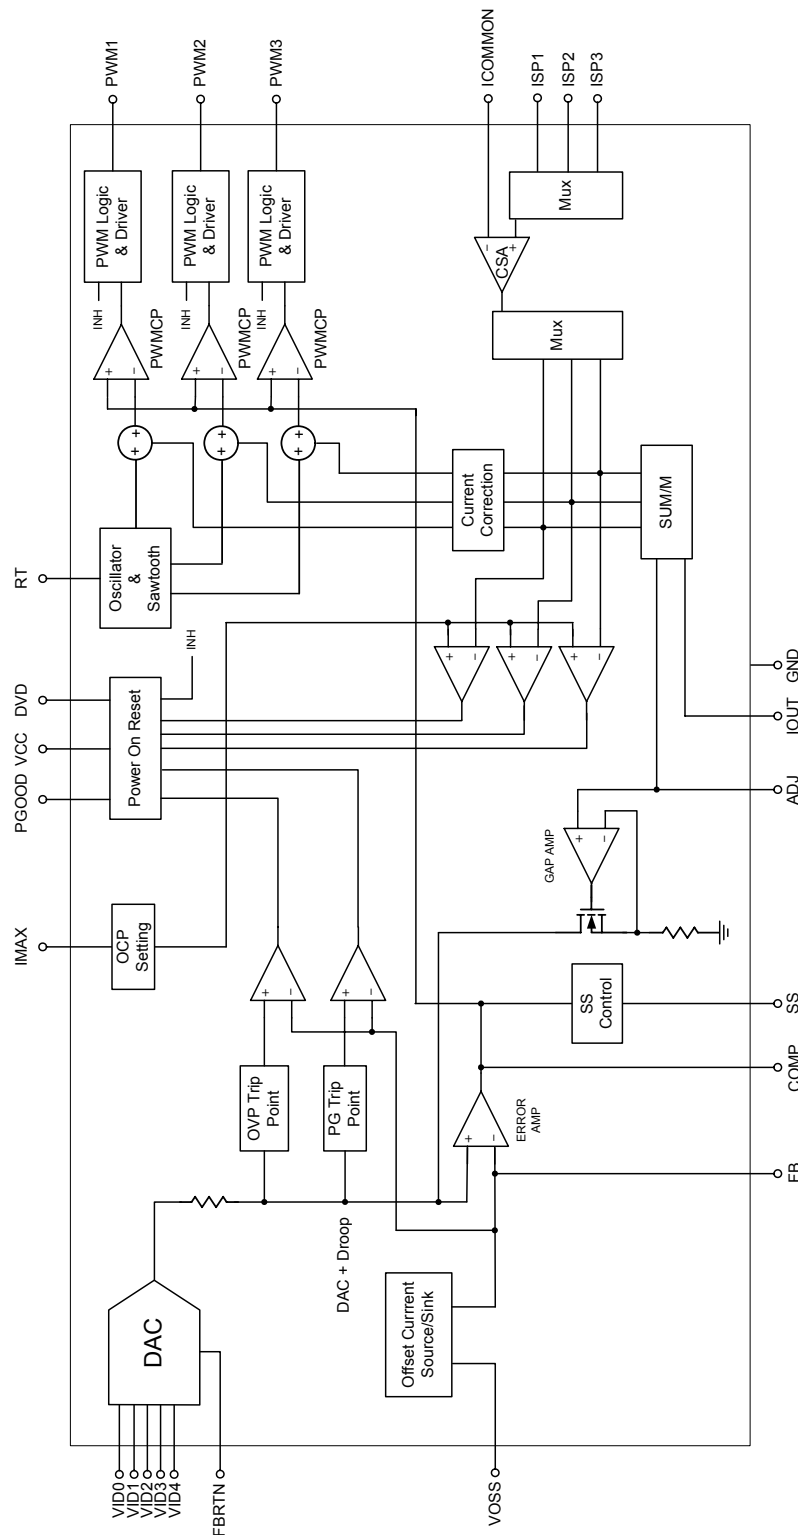 PWM1
PWM2
PWM3
ICOMMON
ISP1
ISP2
ISP3
PWM Logic
& Driver
PWM Logic
& Driver
PWM Logic
& Driver
Mux
INH
INH
INH
+
-
PWMCP
+
-
PWMCP
+
-
PWMCP
-
+
CSA
Mux
+
+
+
+
+
+
RT
Oscillator
&
Sawtooth
Current
Correction
SUM/M
INH
DVD
VCC
PGOOD
Power On Reset
+
-
+
-
+
-
GND
IOUT
ADJ
+
-
GAP AMP
IMAX
OCP
Setting
+
-
+
-
SS
Control
SS
COMP
OVP Trip
Point
PG Trip
Point
+
-
ERROR
AMP
FB
DAC + Droop
DAC
Offset Currrent
Source/Sink
VID0
VID1
VID2
VID3
VID4
FBRTN
VOSS